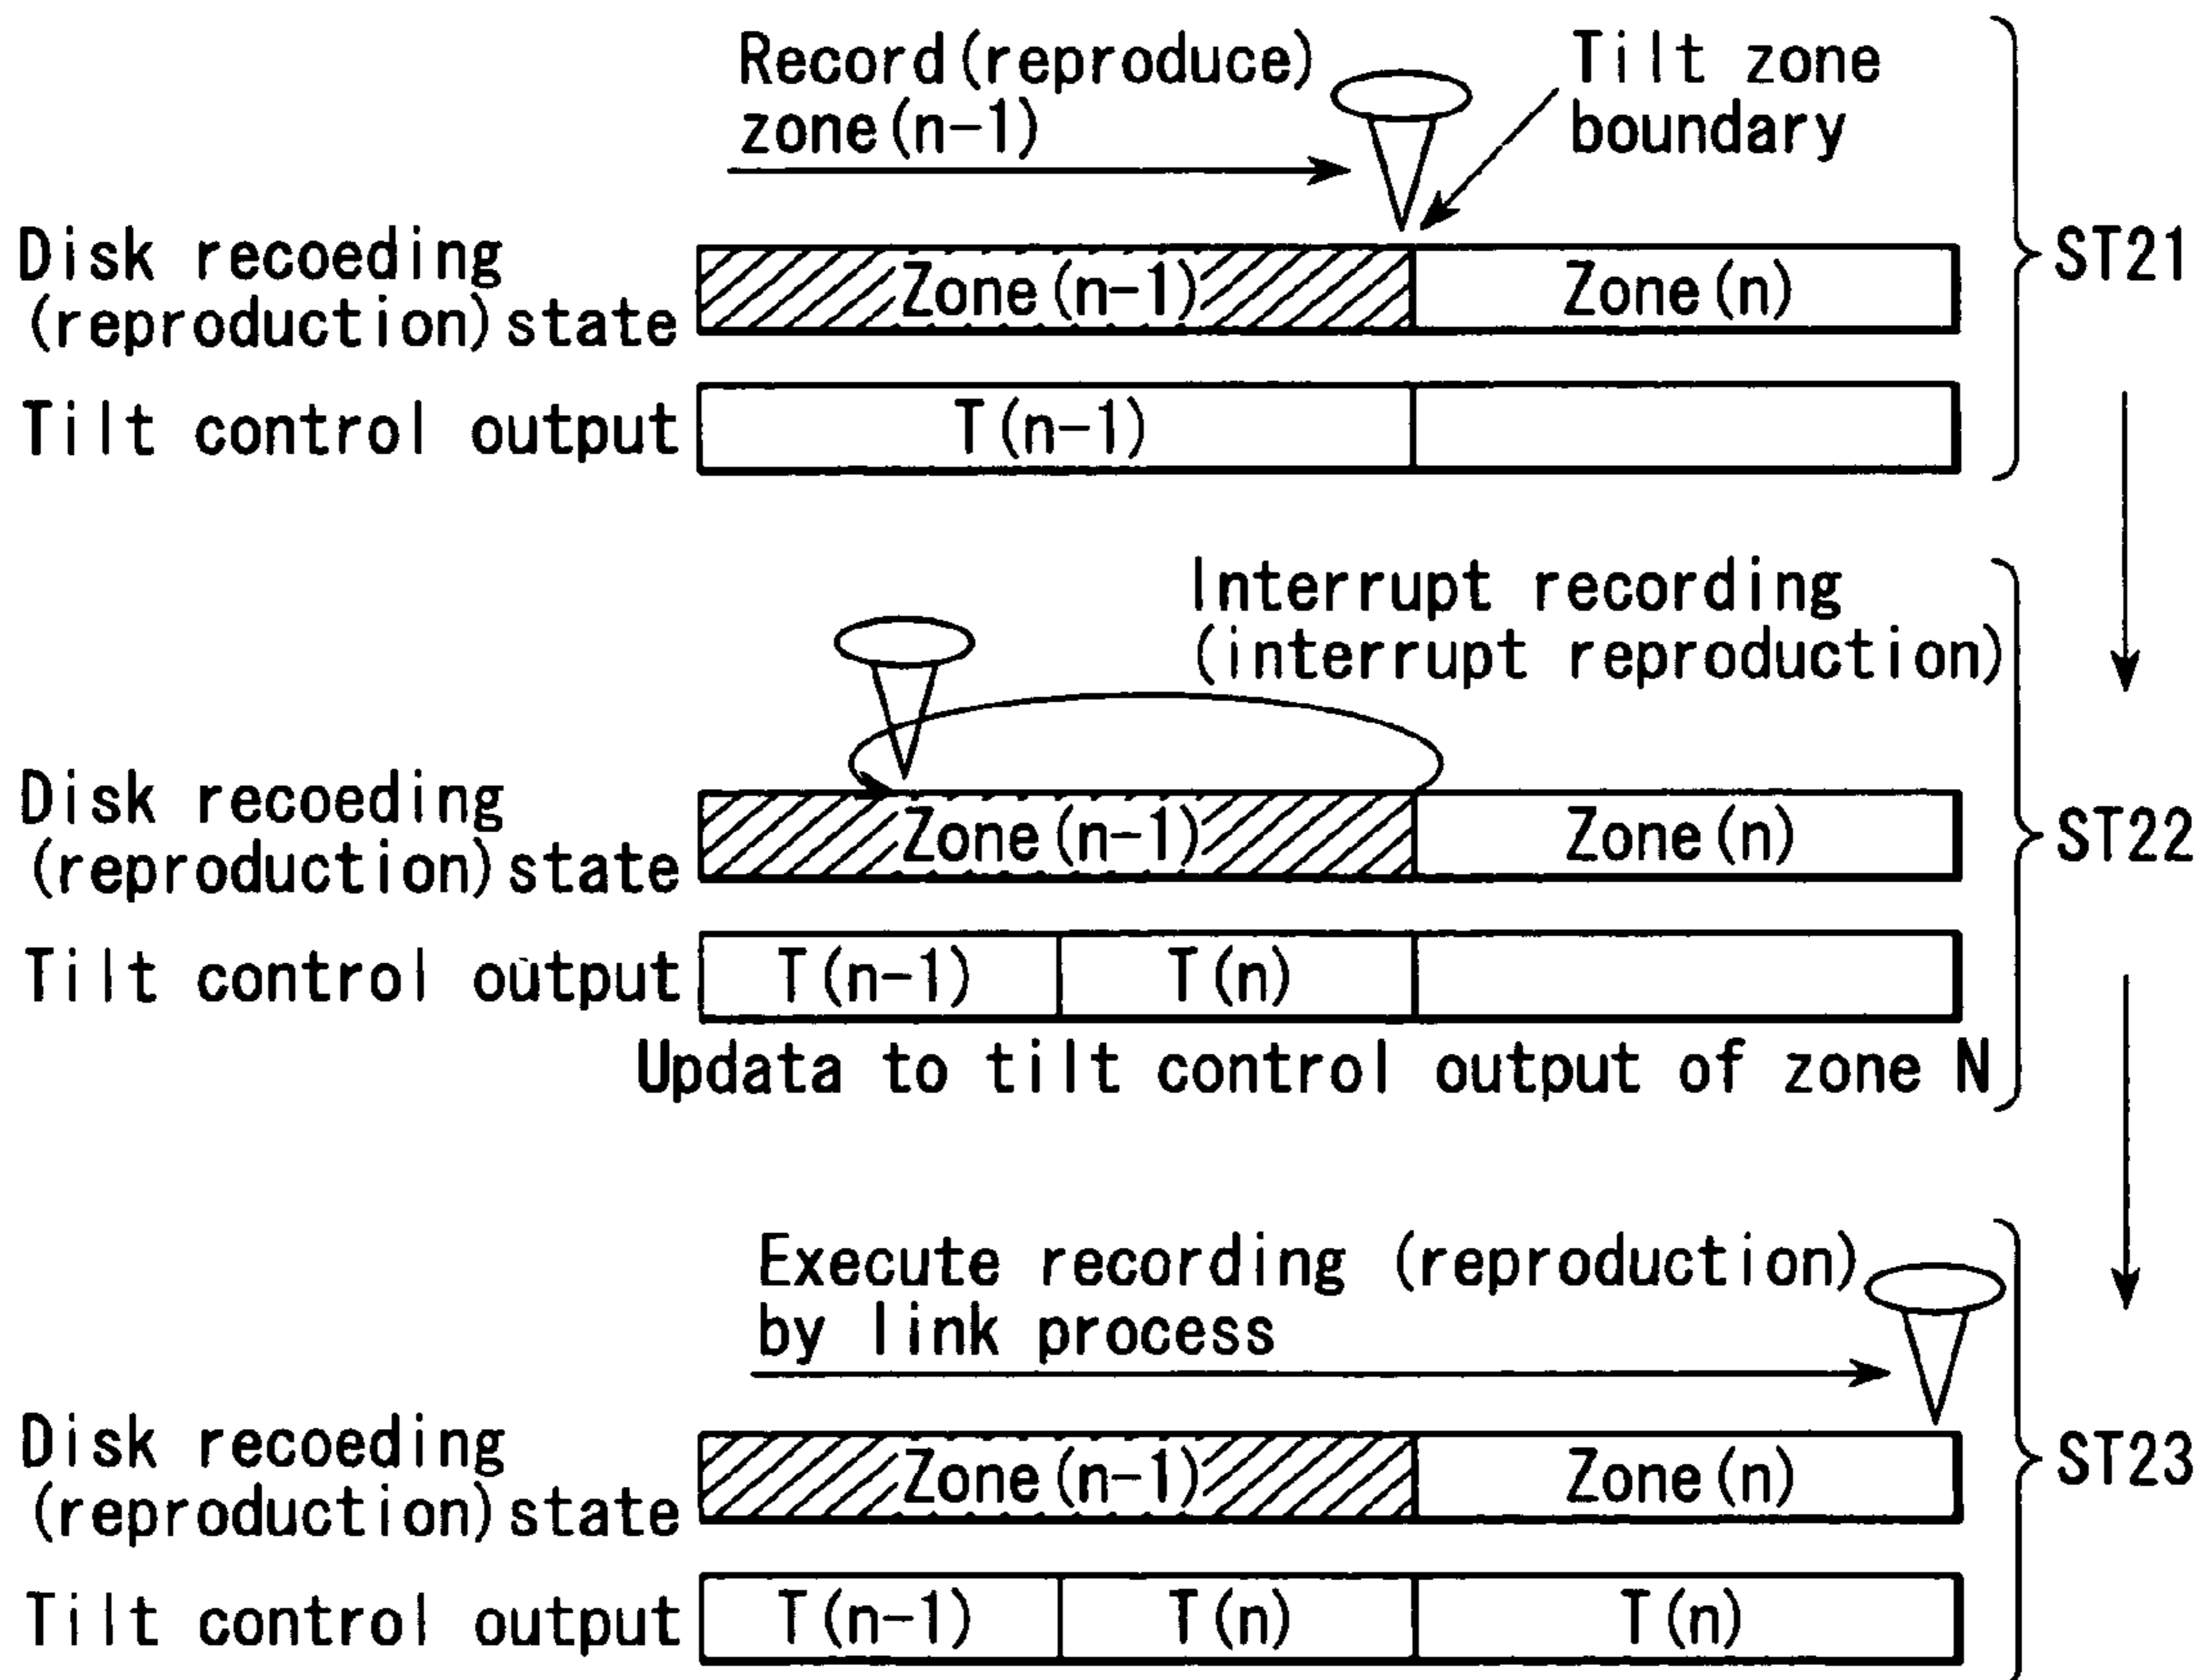 Record(reproduce)
zone(n-1)
Tilt zone
boundary
Disk recoeding
(reproduction)state
Zone(n-1)
Zone(n)
ST21
Tilt control output
T(n-1)
Interrupt recording
(interrupt reproduction)
Disk recoeding
(reproduction)state
Zone(n-1)
Zone(n)
ST22
Tilt control output
T(n-1)
T(n)
Updata to tilt control output of zone N
Execute recording (reproduction)
by link process
Disk recoeding
(reproduction)state
Zone(n-1)
Zone(n)
ST23
Tilt control output
T(n-1)
T(n)
T(n)